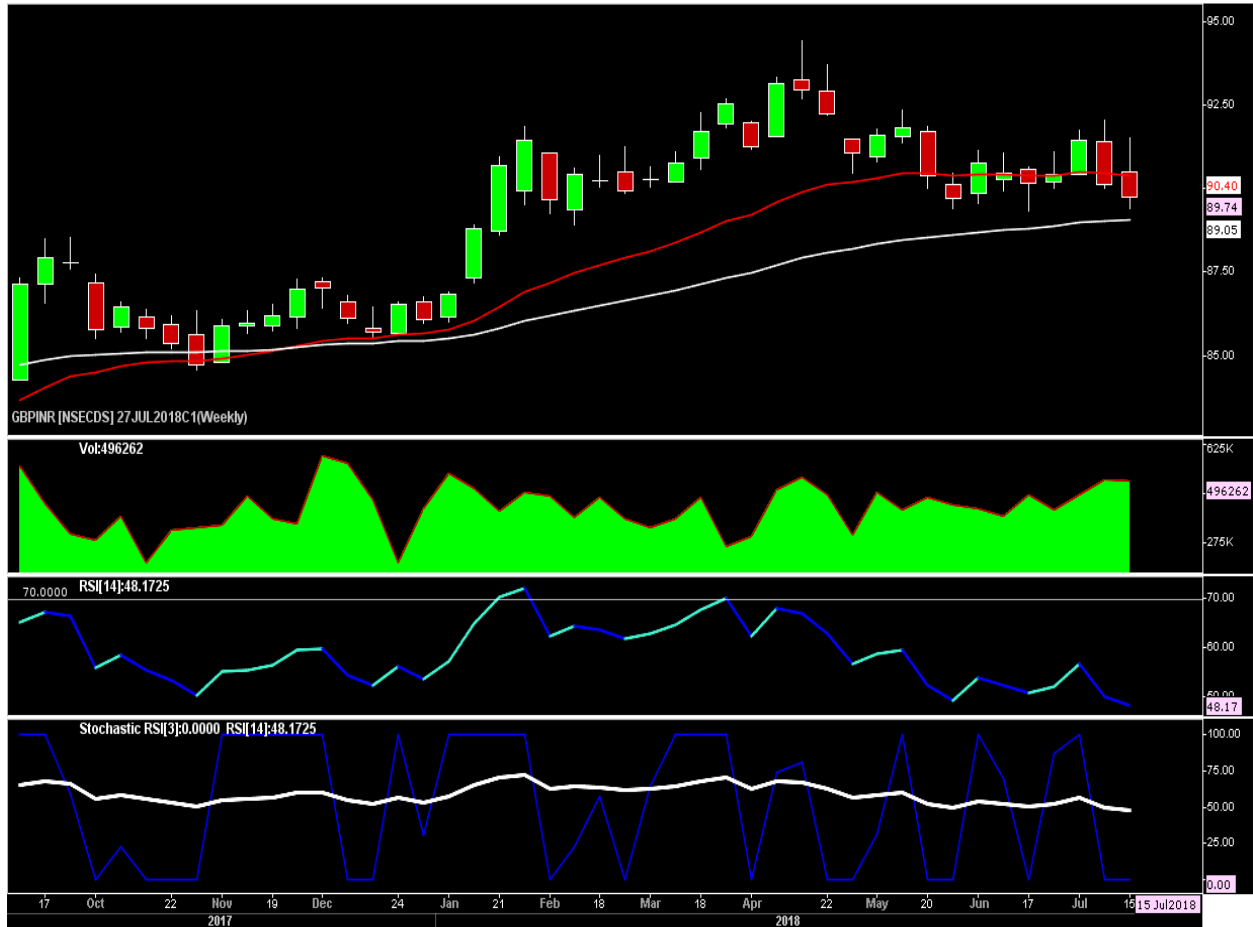 95.00
92.50
90.40
89.74
89.05
87.50
85.00
GBPINR [NSECDS] 27JUL2018C1(Weekly)
Vol:496262
625K
496262
275K
70.0000 RSI[14]:48.1725
70.00
60.00
48.17
Stochastic RSI[3]:0.0000 RSI[14]:48.1725
100.00
75.00
50.00
25.00
0.00
17 Oct 22 Nov 19 Dec 24 Jan 21 Feb 18 Mar 18 Apr 22 May 20 Jun 17 Jul 15 15 Jul2018
2017 2018